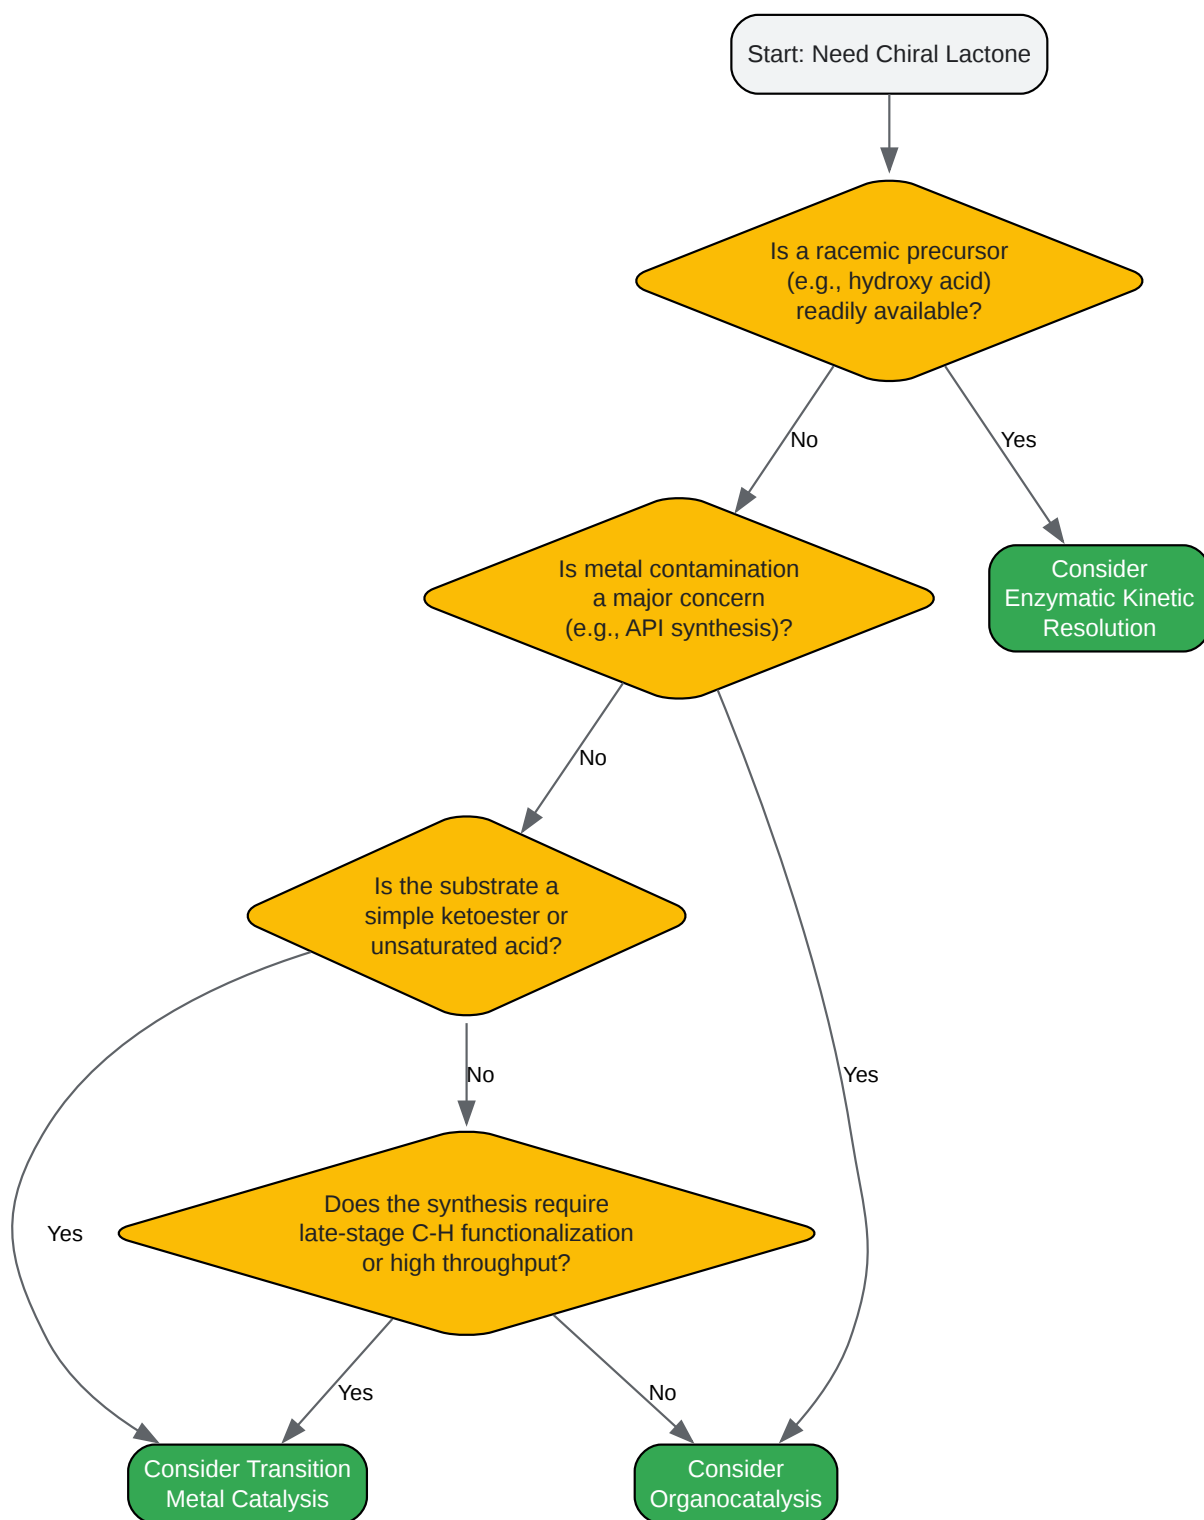 Start: Need Chiral Lactone
Is a racemic precursor
(e.g., hydroxy acid)
readily available?
No
Yes
Is metal contamination
a major concern
(e.g., API synthesis)?
Consider
Enzymatic Kinetic
Resolution
No
Is the substrate a
simple ketoester or
unsaturated acid?
No
Yes
Does the synthesis require
late-stage C-H functionalization
or high throughput?
Yes
Yes
No
Consider Transition
Metal Catalysis
Consider
Organocatalysis